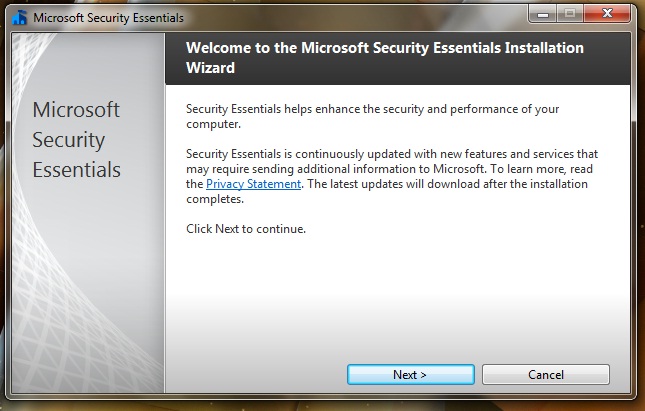 Microsoft Security Essentials
Welcome to the Microsoft Security Essentials Installation
Wizard
Microsoft
Security
Essentials
Security Essentials helps enhance the security and performance of your
computer.
Security Essentials is continuously updated with new features and services that
may require sending additional information to Microsoft. To learn more, read
the Privacy Statement. The latest updates will download after the installation
completes.
Click Next to continue.
Next >
Cancel